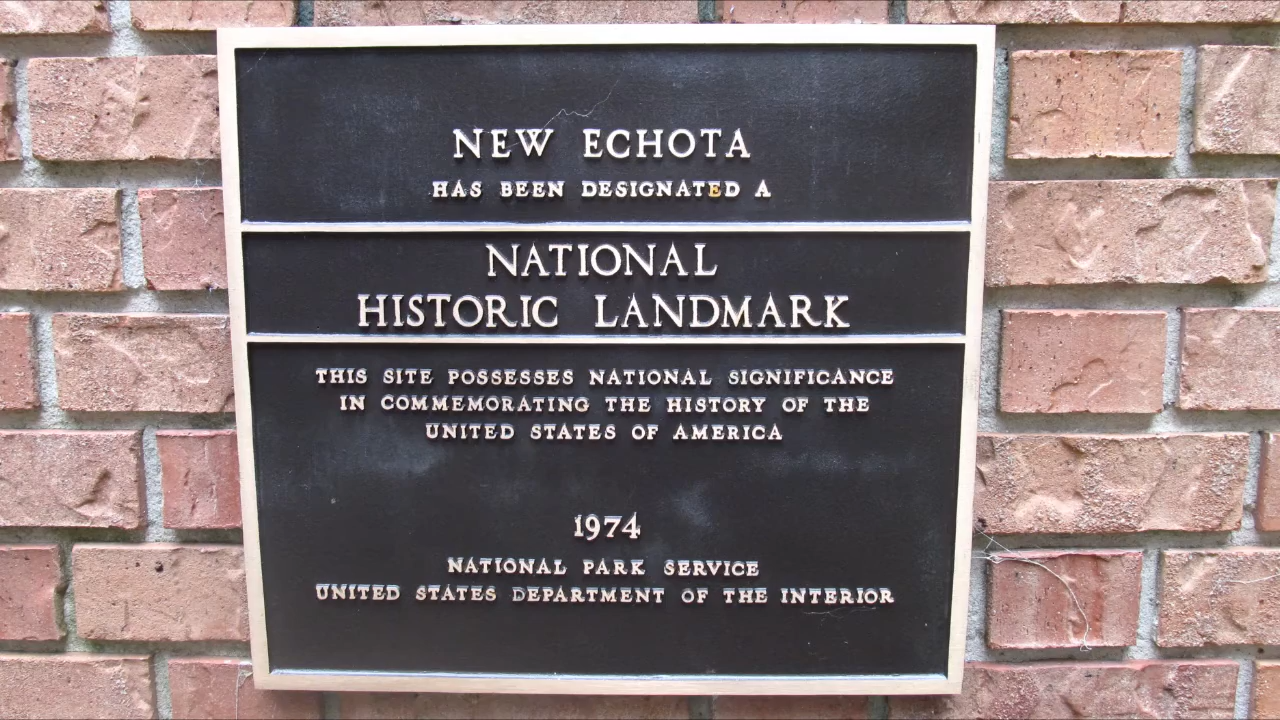 NEW ECHOTA
HAS BEEN DESIGNATED A
NATIONAL
HISTORIC LANDMARK
THIS SITE POSSESSES NATIONAL SIGNIFICANCE
IN COMMEMORATING THE HISTORY OF THE
UNITED STATES OF AMERICA
1974
NATIONAL PARK SERVICE
UNITED STATES DEPARTMENT OF THE INTERIOR